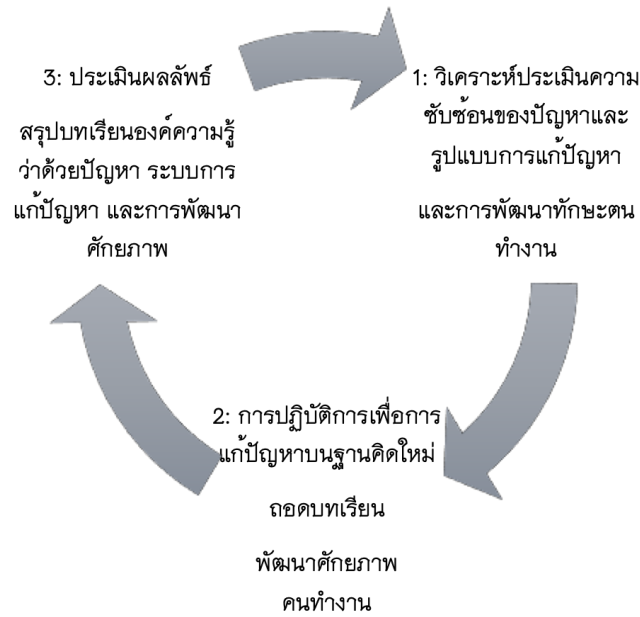 1: วิเคราะห์ประเมินความ
ซับซ้อนของปัญหาและ
รูปแบบการแก้ปัญหา
และการพัฒนาทักษะตน
ทำงาน
2: การปฏิบัติการเพื่อการ
แก้ปัญหาบนฐานคิดใหม่
ถอดบทเรียน
พัฒนาศักยภาพ
คนทำงาน
3: ประเมินผลลัพธ์
สรุปบทเรียนองค์ความรู้
ว่าด้วยปัญหา ระบบการ
แก้ปัญหา และการพัฒนา
ศักยภาพ